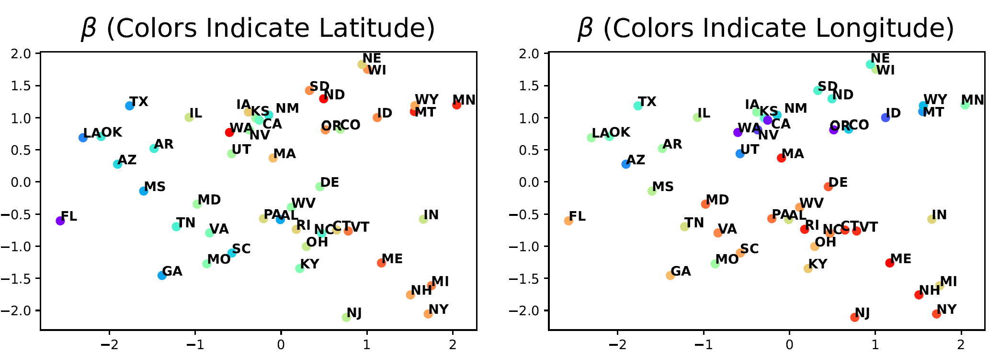 β (Colors Indicate Latitude)
2.0
1.5
1.0
0.5
0.0
−0.5
−1.0
−1.5
−2.0
−2
−1
0
1
2
NE
WI
SD
ND
TX
WY
MN
IA
KS
NM
IL
MT
ID
CA
OR
CO
WA
NV
LA
OK
AR
UT
MA
AZ
DE
MS
MD
WV
FL
PA
AL
IN
TN
RI
VA
NC
CT
VT
OH
SC
MO
KY
ME
GA
MI
NH
NY
NJ
β (Colors Indicate Longitude)
2.0
1.5
1.0
0.5
0.0
−0.5
−1.0
−1.5
−2.0
−2
−1
0
1
2
NE
WI
SD
ND
TX
WY
MN
IA
KS
NM
IL
MT
ID
CA
OR
CO
WA
NV
LA
OK
AR
UT
MA
AZ
DE
MS
MD
WV
FL
PA
AL
IN
TN
RI
VA
NC
CT
VT
OH
SC
MO
KY
ME
GA
MI
NH
NY
NJ